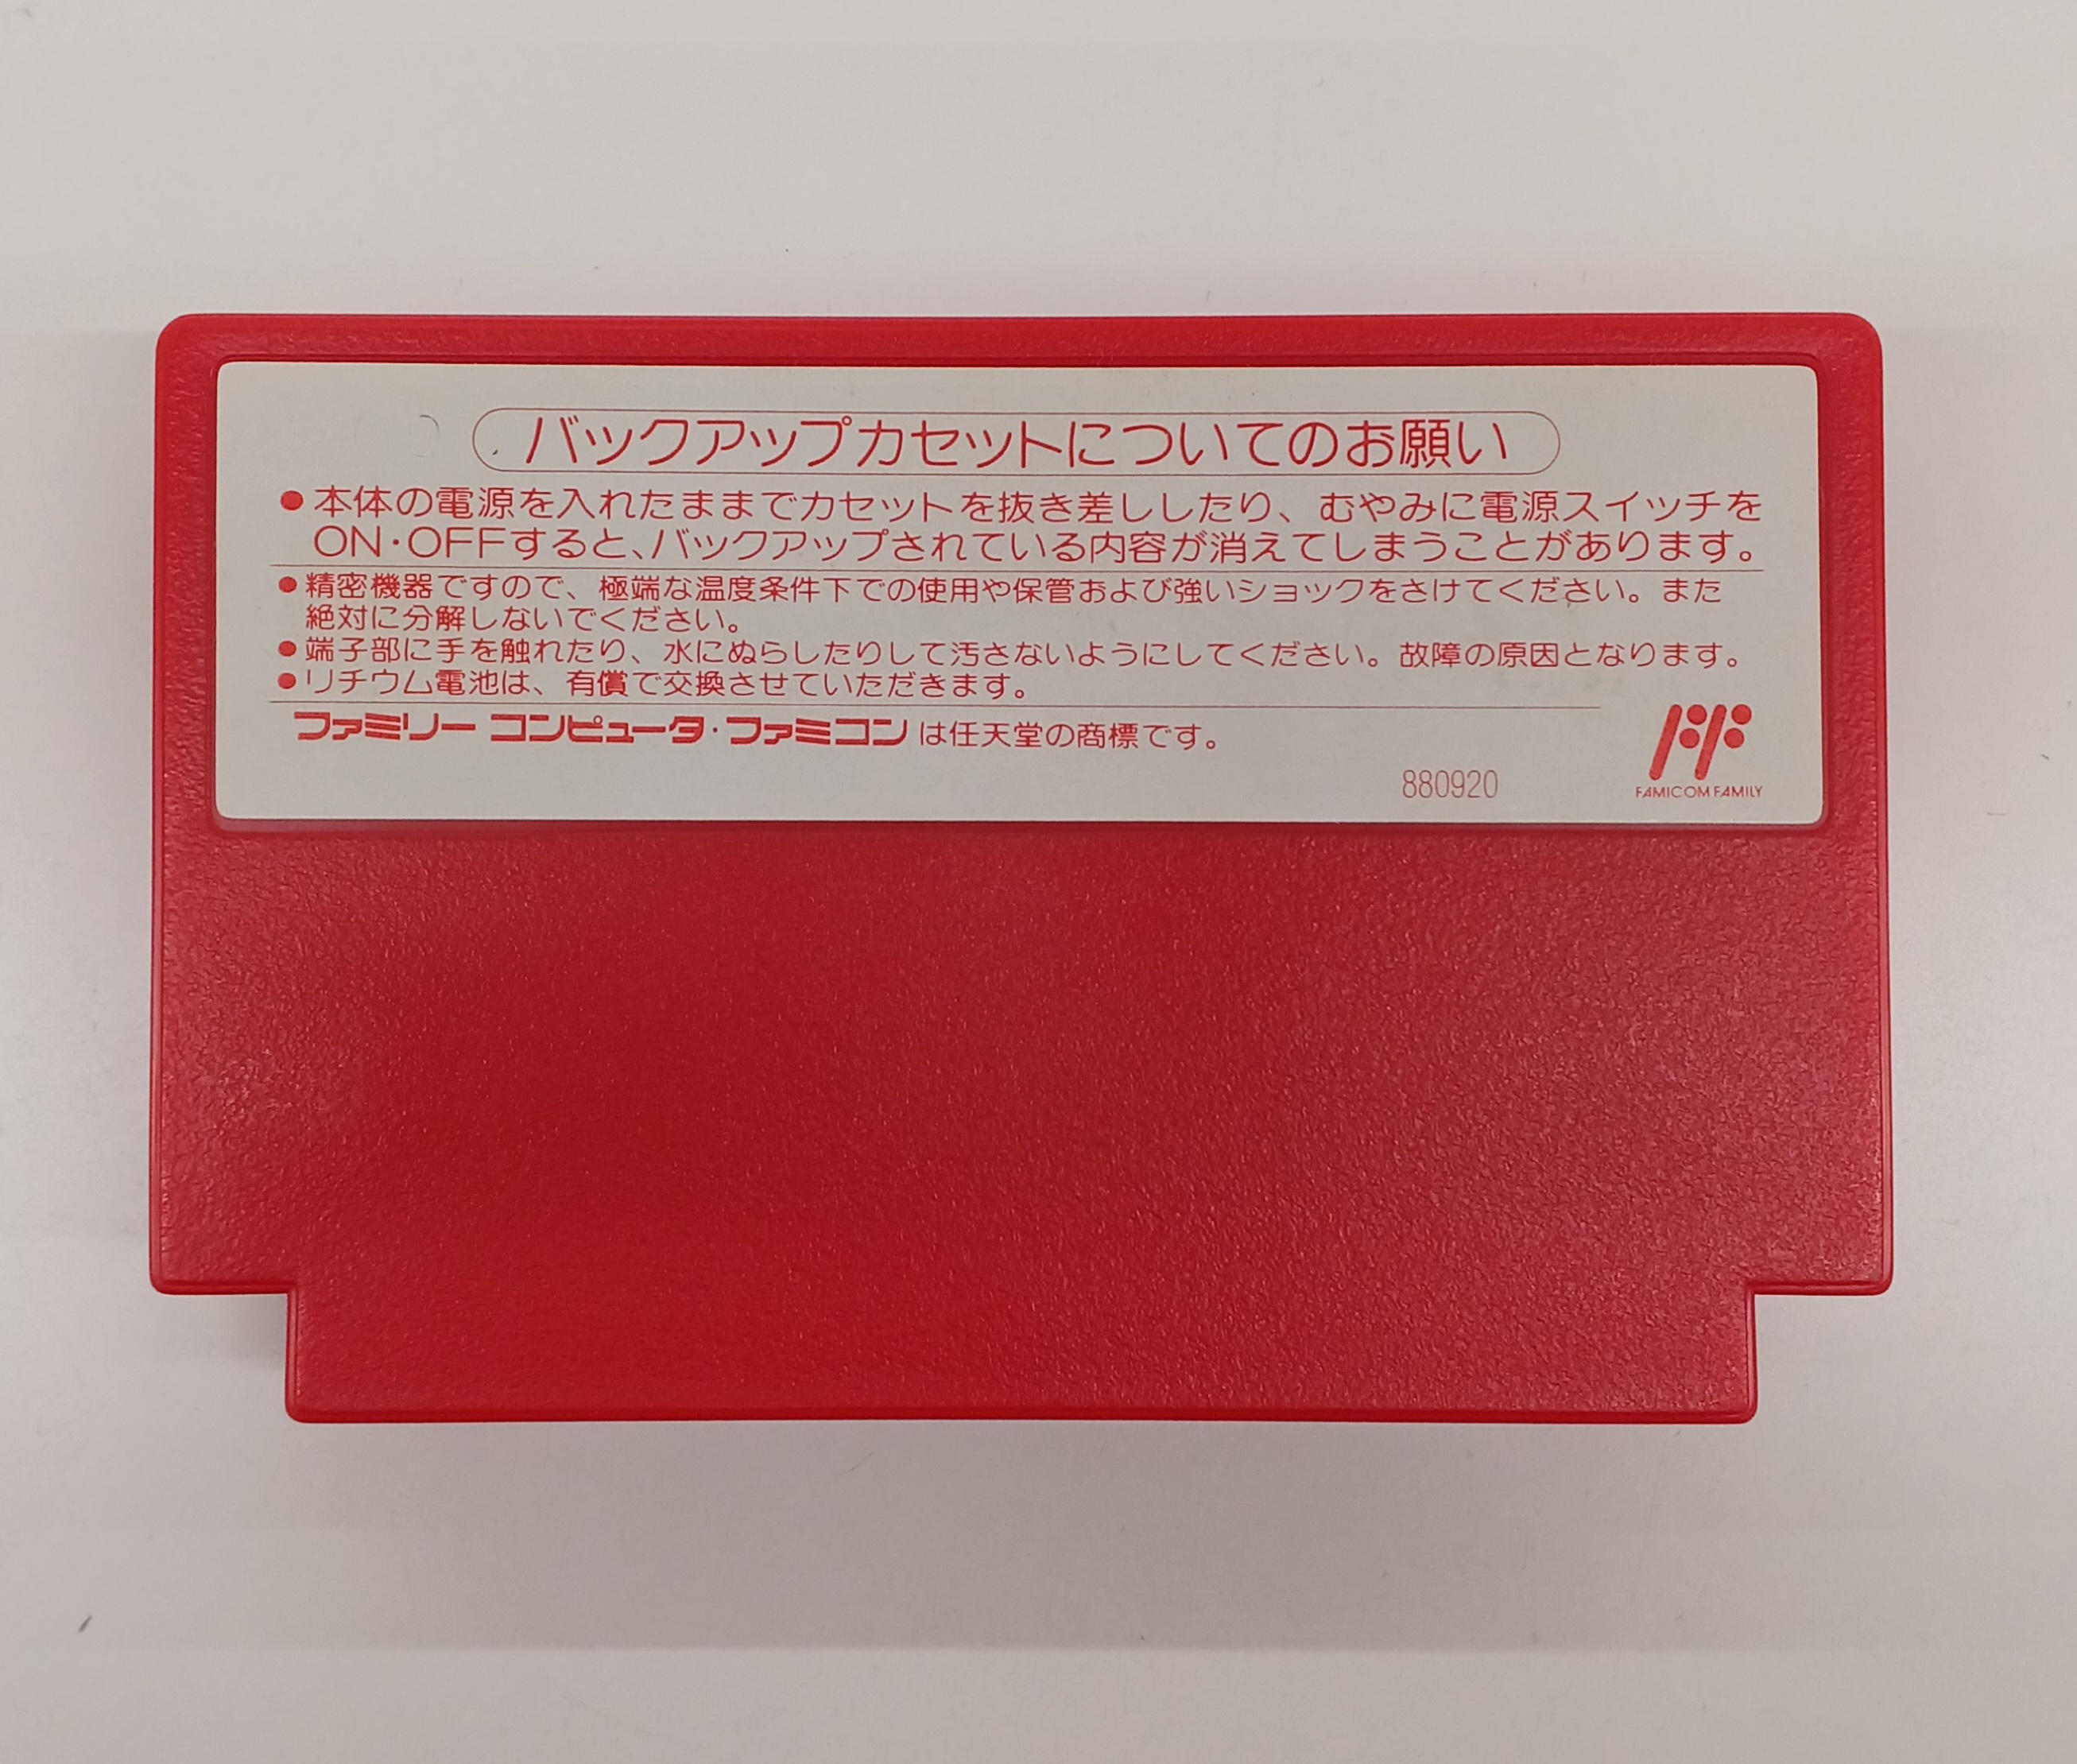 バックアップカセットについてのお願い
●本体の電源を入れたままでカセットを抜き差ししたり、むやみに電源スイッチを
ON・OFFすると、バックアップされている内容が消えてしまうことがあります。
●精密機器ですので、極端な温度条件下での使用や保管および強いショックをさけてください。また
絶対に分解しないでください。
●端子部に手を触れたり、水にぬらしたりして汚さないようにしてください。故障の原因となります。
●リチウム電池は、有償で交換させていただきます。
ファミリー コンピュータ・ファミコンは任天堂の商標です。
880920
FAMICOM FAMILY